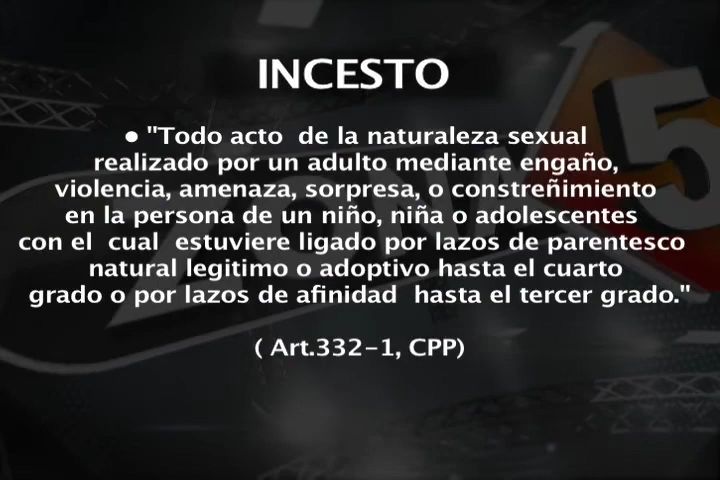 INCESTO
● "Todo acto de la naturaleza sexual
realizado por un adulto mediante engaño,
violencia, amenaza, sorpresa, o constreñimiento
en la persona de un niño, niña o adolescentes
con el cual estuviere ligado por lazos de parentesco
natural legitimo o adoptivo hasta el cuarto
grado o por lazos de afinidad hasta el tercer grado."
( Art.332-1, CPP)
ZONA
5